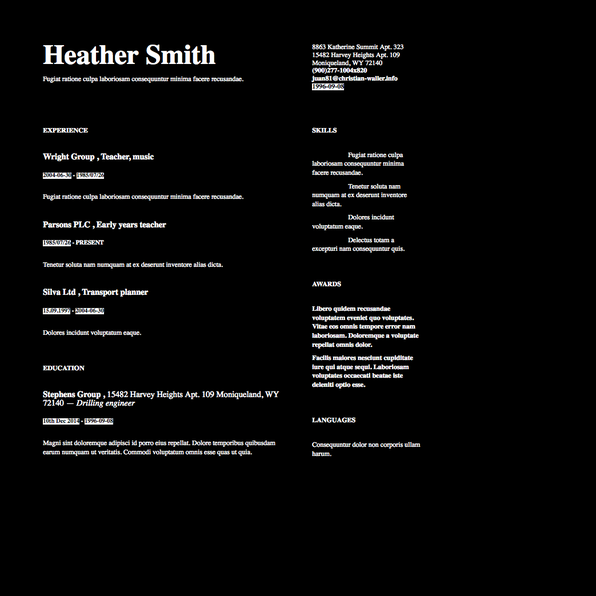 Heather Smith
Fugiat ratione culpa laboriosam consequuntur minima facere recusandae.
8863 Katherine Summit Apt. 323
15482 Harvey Heights Apt. 109
Moniqueland, WY 72140
(900)277-1004x820
juan81@christian-waller.info
1996-09-08
EXPERIENCE
Wright Group , Teacher, music
2004-06-30 - 1985/07/20
Fugiat ratione culpa laboriosam consequuntur minima facere recusandae.
Parsons PLC , Early years teacher
1985/07/20 - PRESENT
Tenetur soluta nam numquam at ex deserunt inventore alias dicta.
Silva Ltd , Transport planner
15.09.1997 - 2004-06-30
Dolores incidunt voluptatum eaque.
EDUCATION
Stephens Group , 15482 Harvey Heights Apt. 109 Moniqueland, WY
72140 — Drilling engineer
10th Dec 2014 - 1996-09-08
Magni sint doloremque adipisci id porro eius repellat. Dolore temporibus quibusdam
earum numquam ut veritatis. Commodi voluptatum omnis esse quas ut quia.
SKILLS
Fugiat ratione culpa
laboriosam consequuntur minima
facere recusandae.
Tenetur soluta nam
numquam at ex deserunt inventore
alias dicta.
Dolores incidunt
voluptatum eaque.
Delectus totam a
excepturi nam consequuntur quis.
AWARDS
Libero quidem recusandae
voluptatem eveniet quo voluptates.
Vitae eos omnis tempore error nam
laboriosam. Doloremque a voluptate
repellat omnis dolor.
Facilis maiores nesciunt cupiditate
iure qui atque sequi. Laboriosam
voluptates occaecati beatae iste
deleniti optio esse.
LANGUAGES
Consequuntur dolor non corporis ullam
harum.